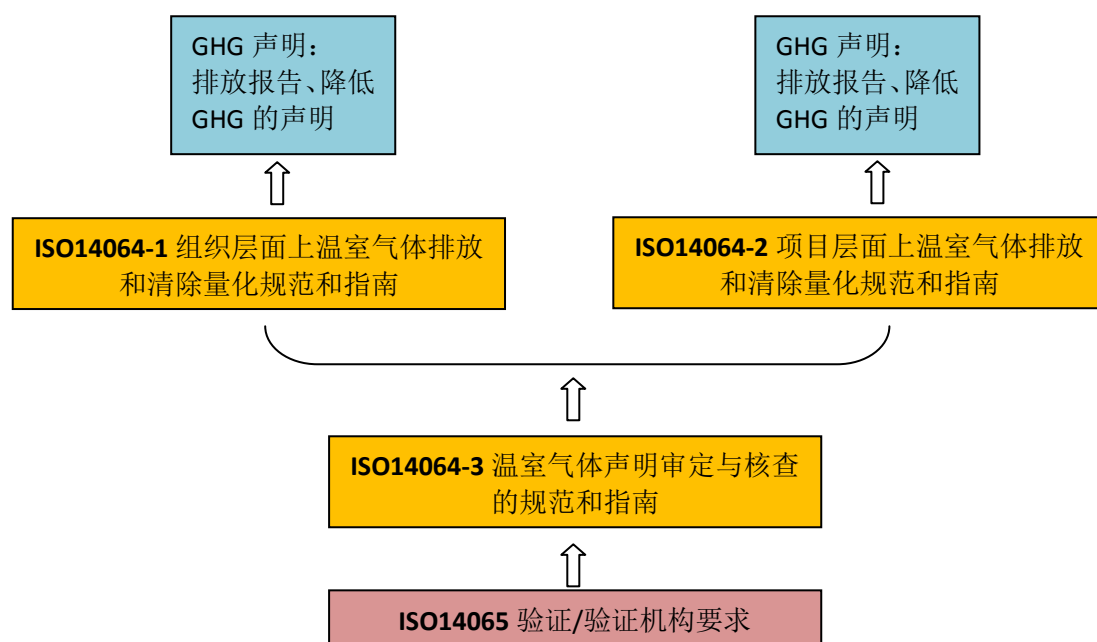 GHG 声明：
排放报告、降低
GHG 的声明
GHG 声明：
排放报告、降低
GHG 的声明
ISO14064-1 组织层面上温室气体排放
和清除量化规范和指南
ISO14064-2 项目层面上温室气体排放
和清除量化规范和指南
ISO14064-3 温室气体声明审定与核查
的规范和指南
ISO14065 验证/验证机构要求